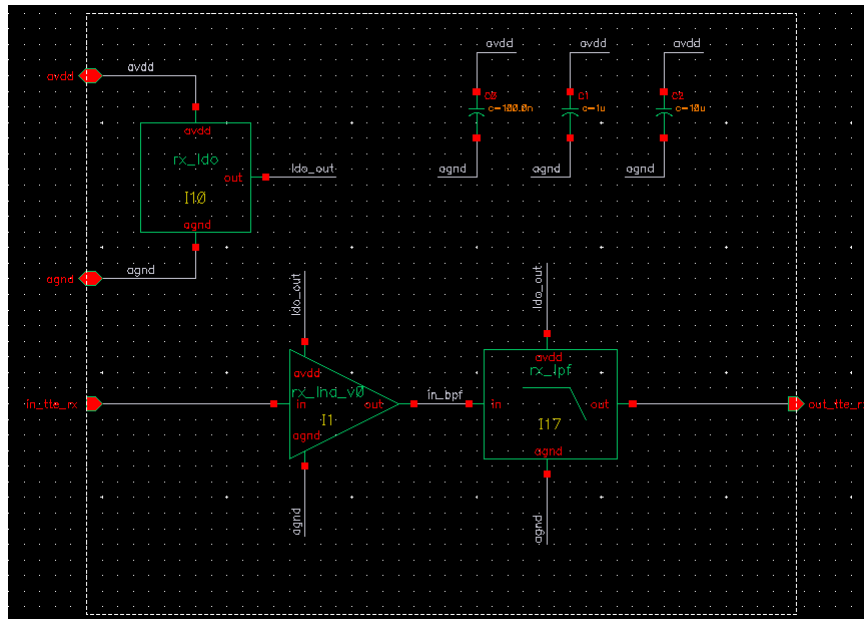 avdd
avdd
avdd
rx_ldo
out
I10
agnd
ldo_out
agnd
agnd
avdd
C0
c=100.0n
agnd
avdd
C1
c=1u
agnd
avdd
C2
c=10u
agnd
ldo_out
in_tte_rx
avdd
rx_lna_v0
in
out
I1
agnd
agnd
in_bpf
ldo_out
avdd
rx_lpf
in
out
I17
agnd
agnd